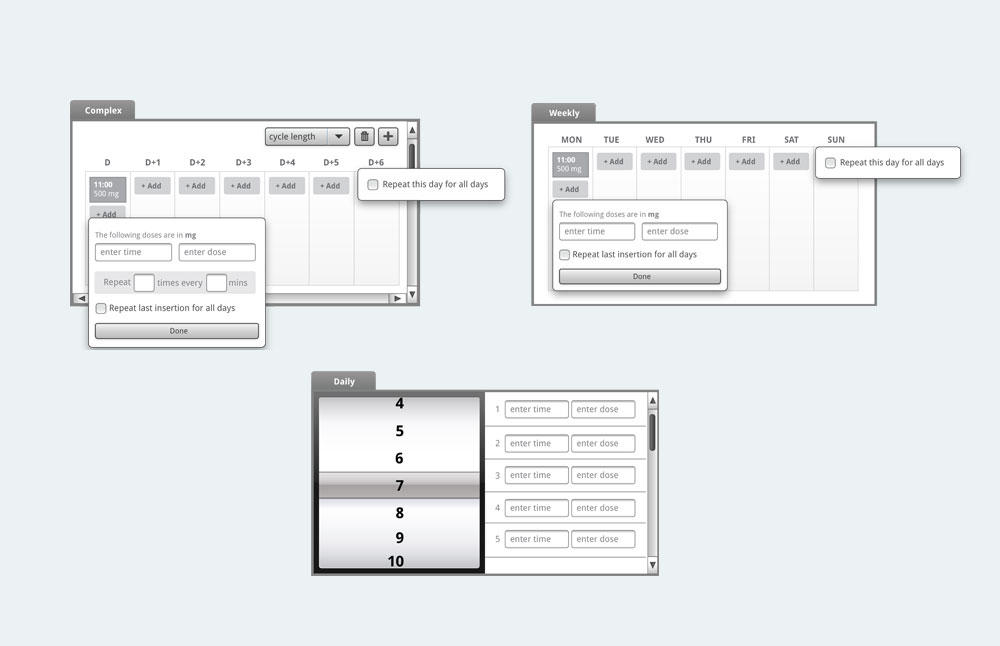 Complex
cycle length
D D+1 D+2 D+3 D+4 D+5 D+6
11:00
500 mg
+ Add + Add + Add + Add + Add
+ Add
Repeat this day for all days
The following doses are in mg
enter time enter dose
Repeat times every mins
Repeat last insertion for all days
Done
Weekly
MON TUE WED THU FRI SAT SUN
11:00
500 mg
+ Add + Add + Add + Add + Add
+ Add
Repeat this day for all days
The following doses are in mg
enter time enter dose
Repeat last insertion for all days
Done
Daily
4
5
6
7
8
9
10
1 enter time enter dose
2 enter time enter dose
3 enter time enter dose
4 enter time enter dose
5 enter time enter dose